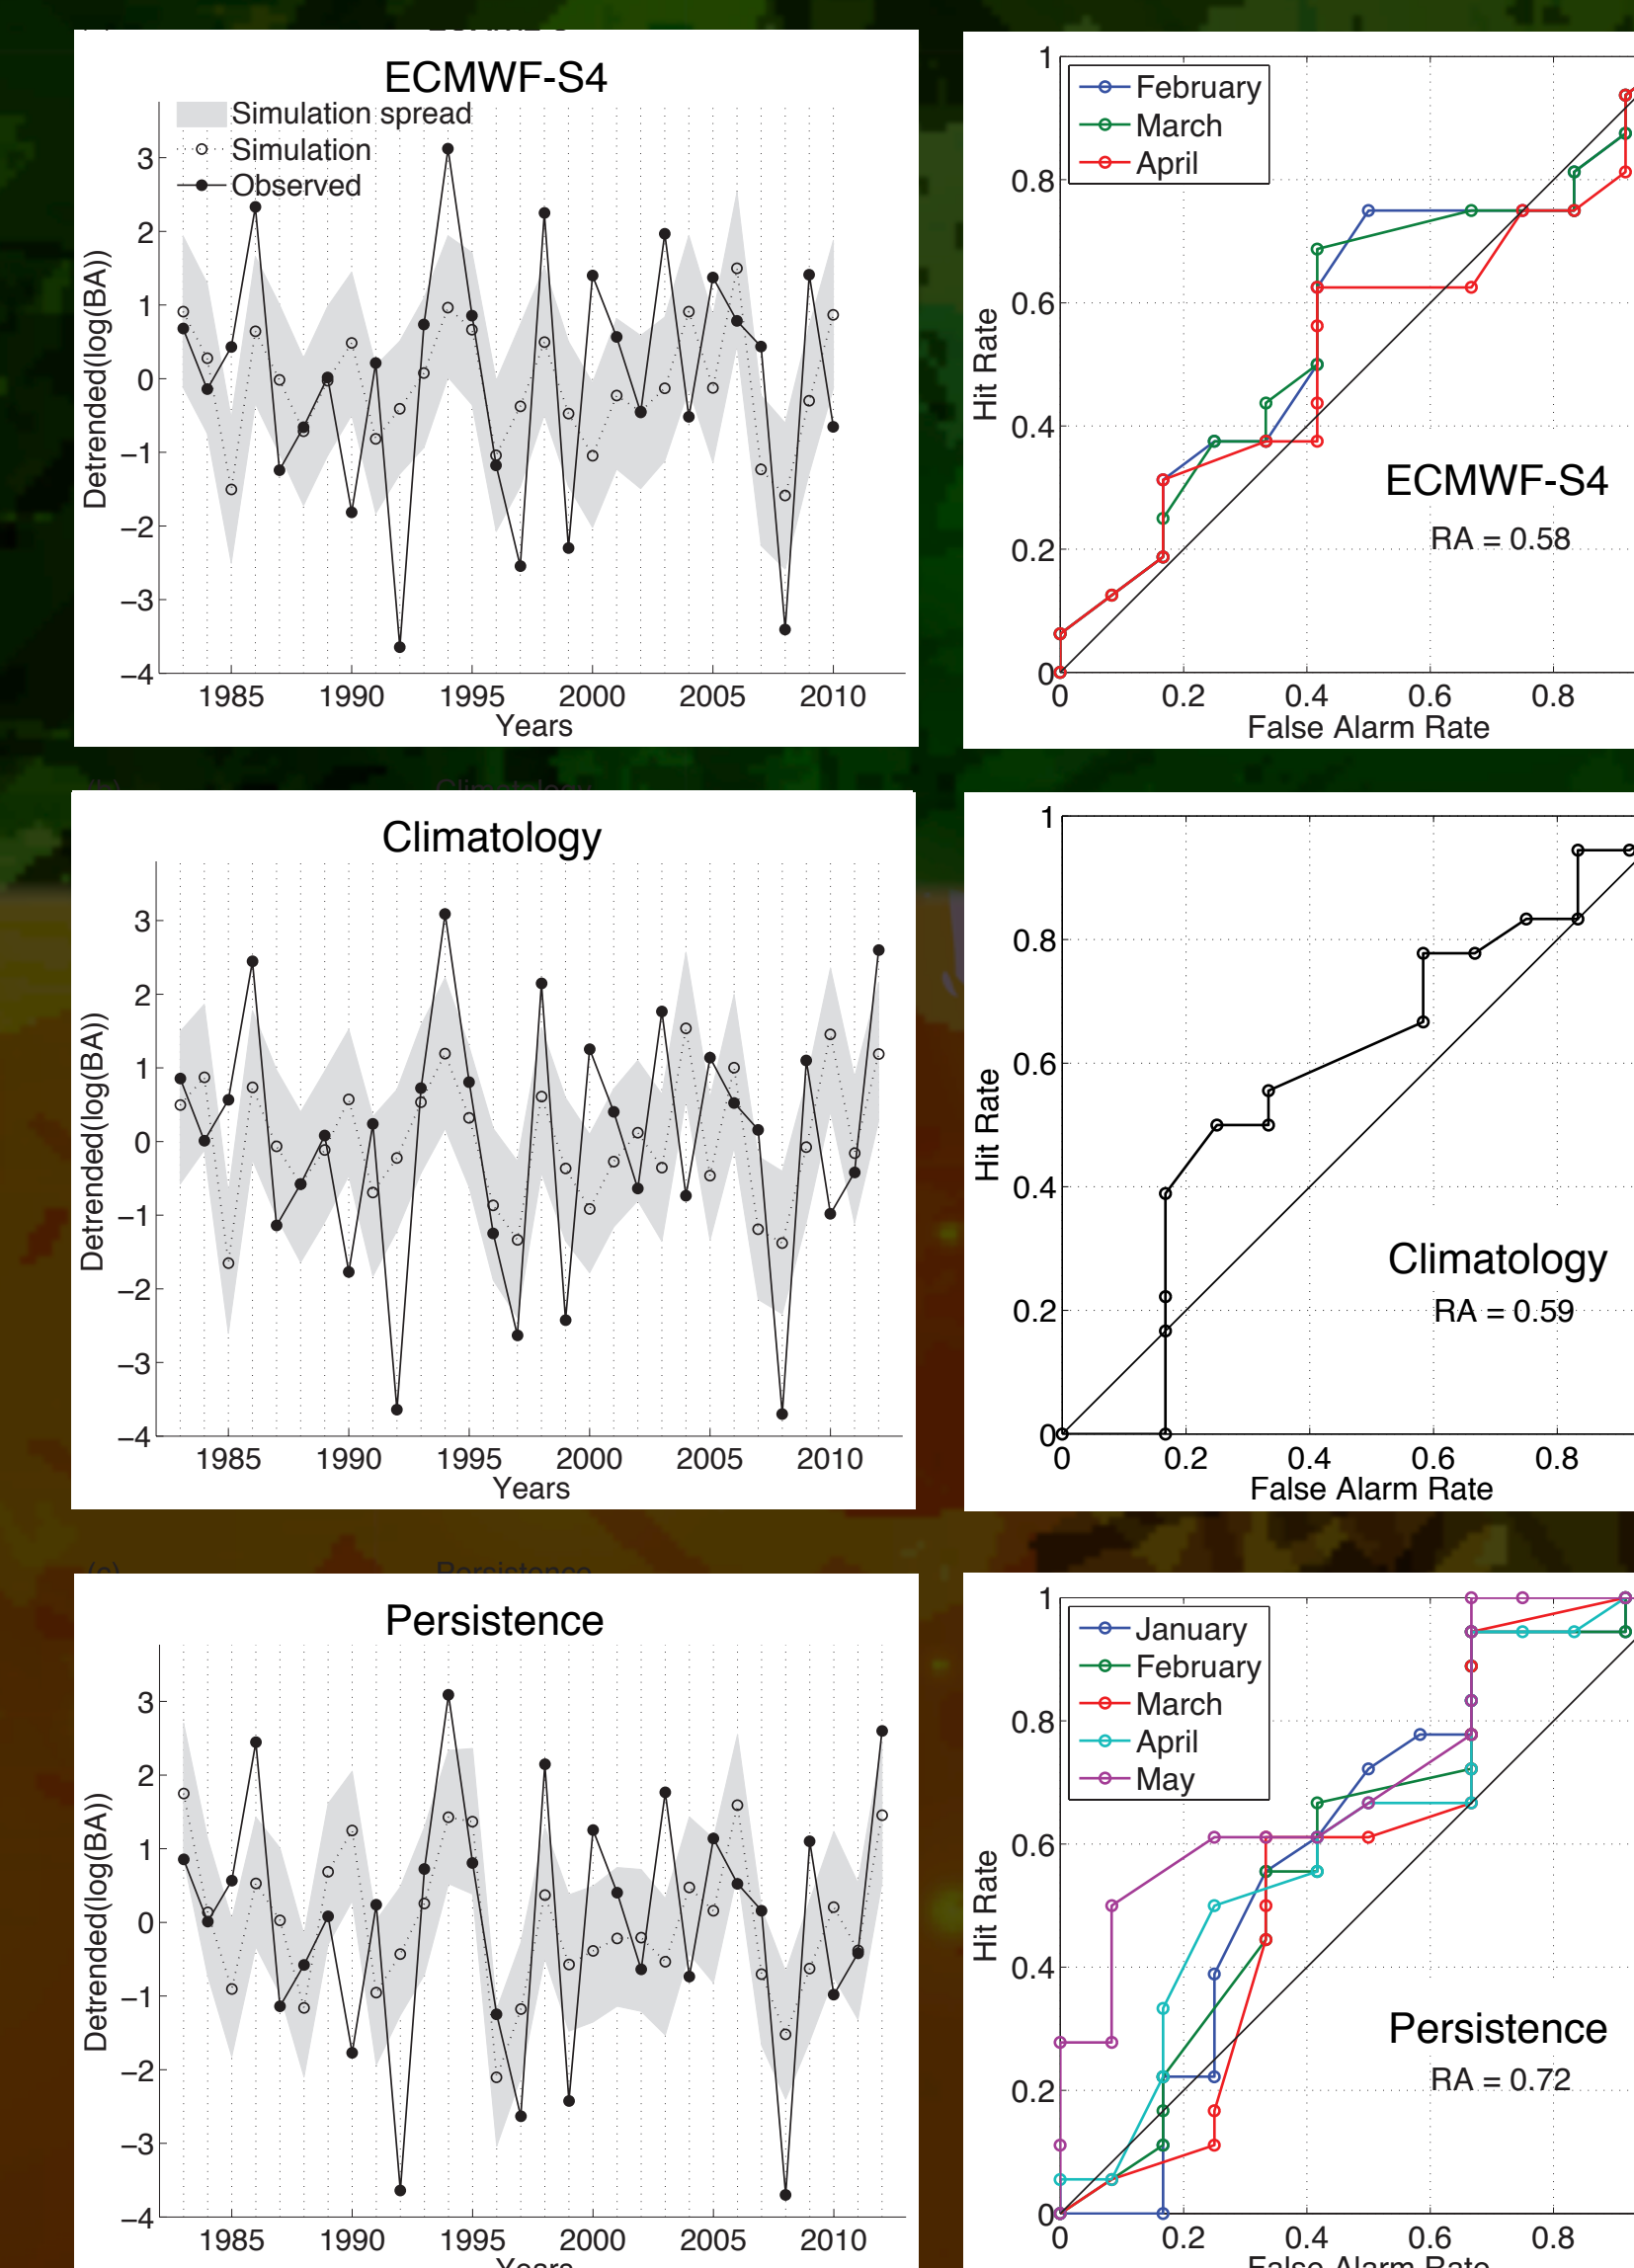 ECMWF-S4
Simulation spread
Simulation
Observed
3
2
1
0
−1
−2
−3
−4
Detrended(log(BA))
1985 1990 1995 2000 2005 2010
Years
1
0.8
0.6
0.4
0.2
0
Hit Rate
February
March
April
ECMWF-S4
RA = 0.58
0 0.2 0.4 0.6 0.8
False Alarm Rate
Climatology
3
2
1
0
−1
−2
−3
−4
Detrended(log(BA))
1985 1990 1995 2000 2005 2010
Years
1
0.8
0.6
0.4
0.2
0
Hit Rate
Climatology
RA = 0.59
0 0.2 0.4 0.6 0.8
False Alarm Rate
(c) Persistence
Persistence
3
2
1
0
−1
−2
−3
−4
Detrended(log(BA))
1985 1990 1995 2000 2005 2010
Years
1
0.8
0.6
0.4
0.2
0
Hit Rate
January
February
March
April
May
Persistence
RA = 0.72
0 0.2 0.4 0.6 0.8
False Alarm Rate